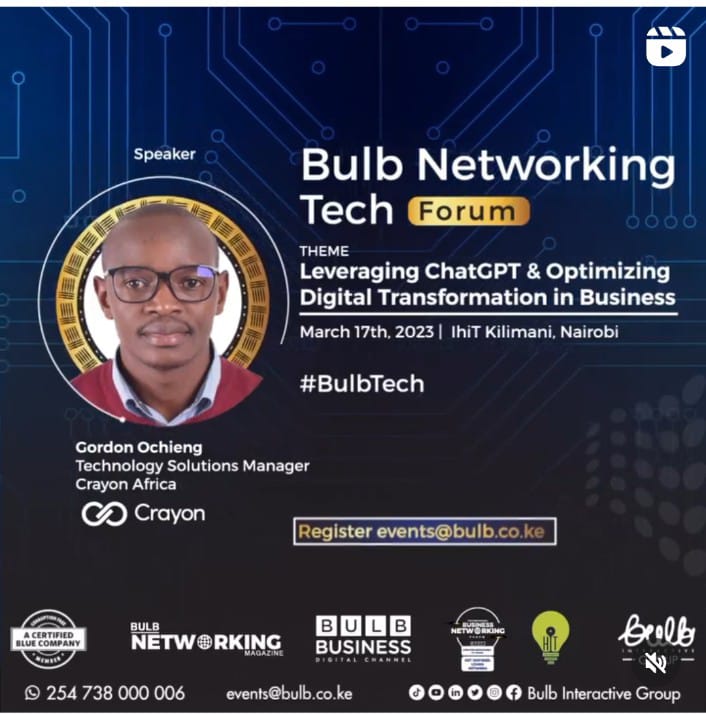 Speaker
Bulb Networking
Tech Forum
THEME
Leveraging ChatGPT & Optimizing
Digital Transformation in Business
March 17th, 2023 | IhiT Kilimani, Nairobi
#BulbTech
Gordon Ochieng
Technology Solutions Manager
Crayon Africa
Crayon
Register events@bulb.co.ke
CORRUPTION FREE
A CERTIFIED
BLUE COMPANY
MEMBER
BULB
NETWORKING
MAGAZINE
BULB
BUSINESS
DIGITAL CHANNEL
BUSINESS
NETWORKING
Bulb
254 738 000 006
events@bulb.co.ke
Bulb Interactive Group